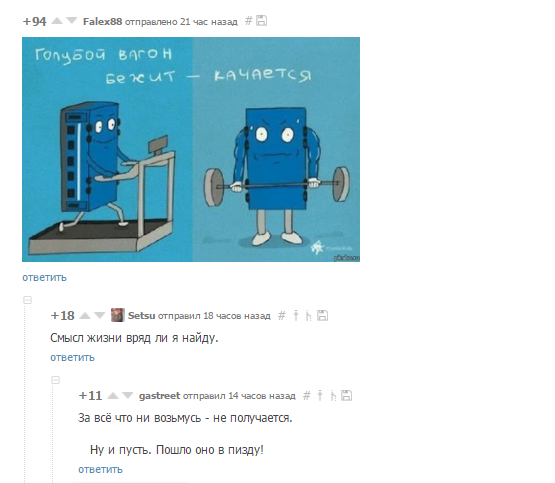 +94 Falex88 отправлено 21 час назад #
Голубой вагон
бежит - качается
pikabu.ru
ответить
+18 Setsu отправил 18 часов назад #
Смысл жизни вряд ли я найду.
ответить
+11 gastreet отправил 14 часов назад #
За всё что ни возьмусь - не получается.
Ну и пусть. Пошло оно в пизду!
ответить